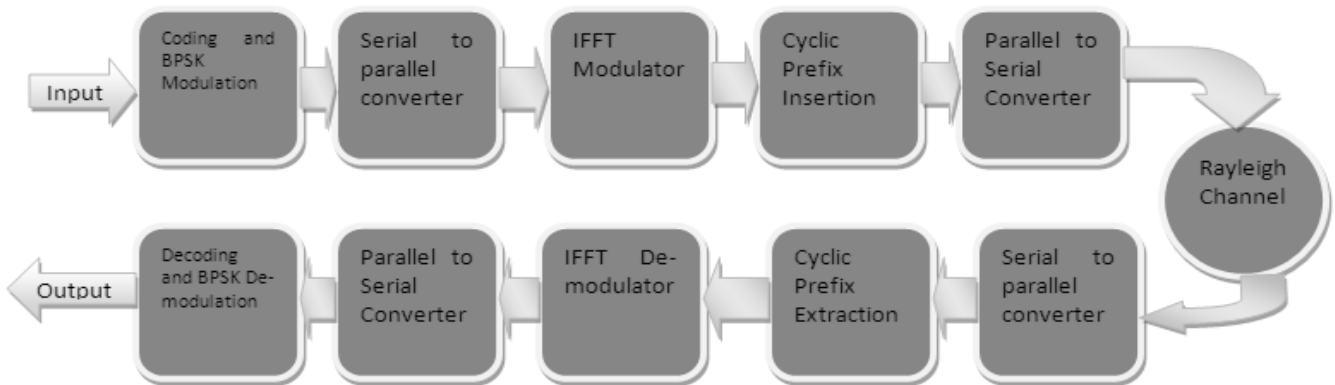 Input
Coding and
BPSK
Modulation
Serial to
parallel
converter
IFFT
Modulator
Cyclic
Prefix
Insertion
Parallel to
Serial
Converter
Rayleigh
Channel
Serial to
parallel
converter
Cyclic
Prefix
Extraction
IFFT De-
modulator
Parallel to
Serial
Converter
Decoding
and BPSK De-
modulation
Output